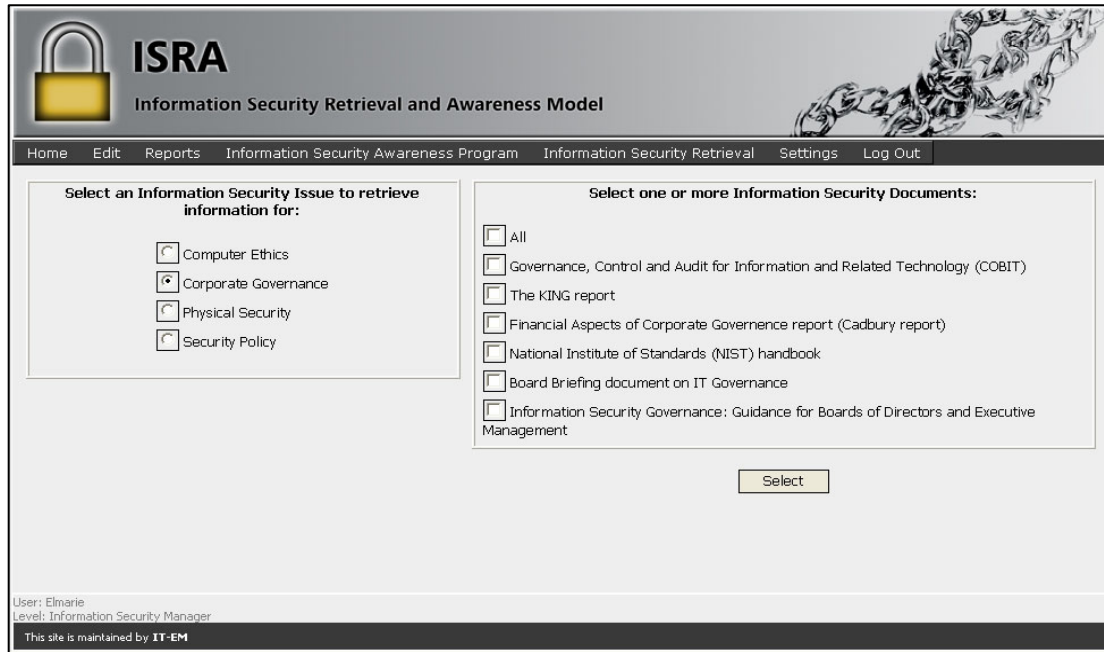 ISRA
Information Security Retrieval and Awareness Model
Home Edit Reports Information Security Awareness Program Information Security Retrieval Settings Log Out
Select an Information Security Issue to retrieve
information for:
Computer Ethics
Corporate Governance
Physical Security
Security Policy
Select one or more Information Security Documents:
All
Governance, Control and Audit for Information and Related Technology (COBIT)
The KING report
Financial Aspects of Corporate Governence report (Cadbury report)
National Institute of Standards (NIST) handbook
Board Briefing document on IT Governance
Information Security Governance: Guidance for Boards of Directors and Executive
Management
Select
User: Elmarie
Level: Information Security Manager
This site is maintained by IT-EM